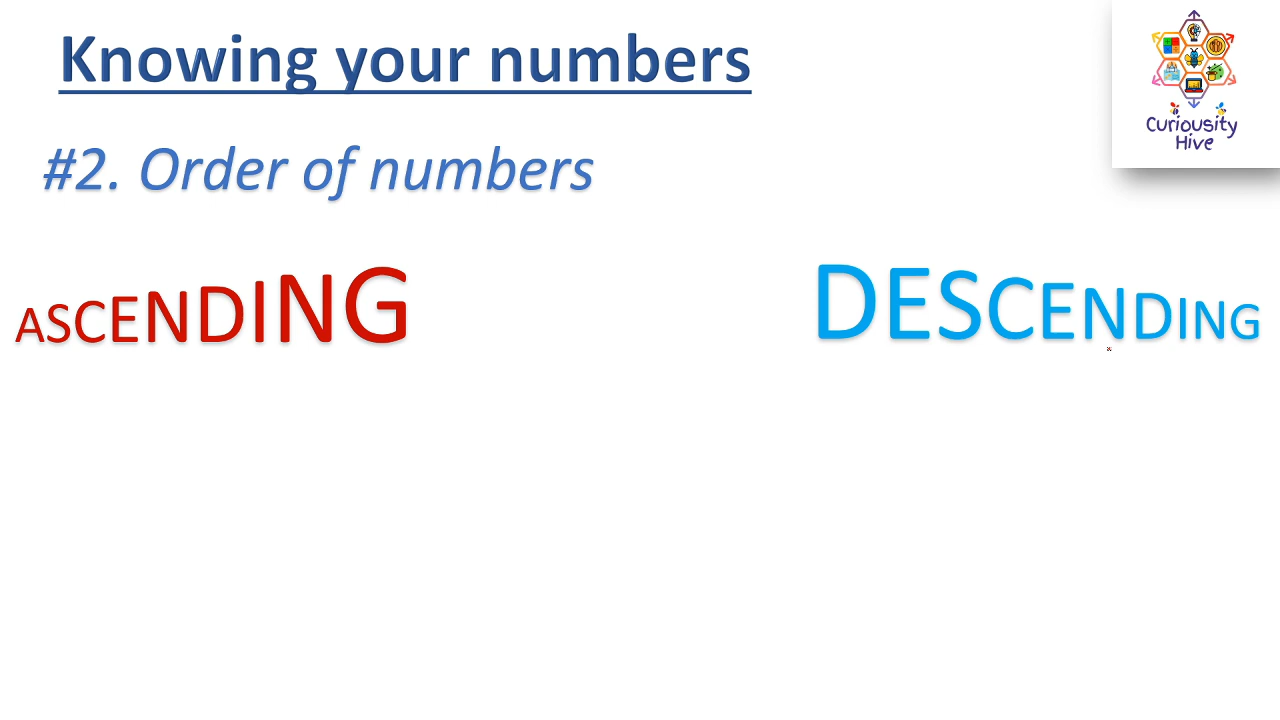 Knowing your numbers
Curiousity
Hive
#2. Order of numbers
ASCENDING
DESCENDING